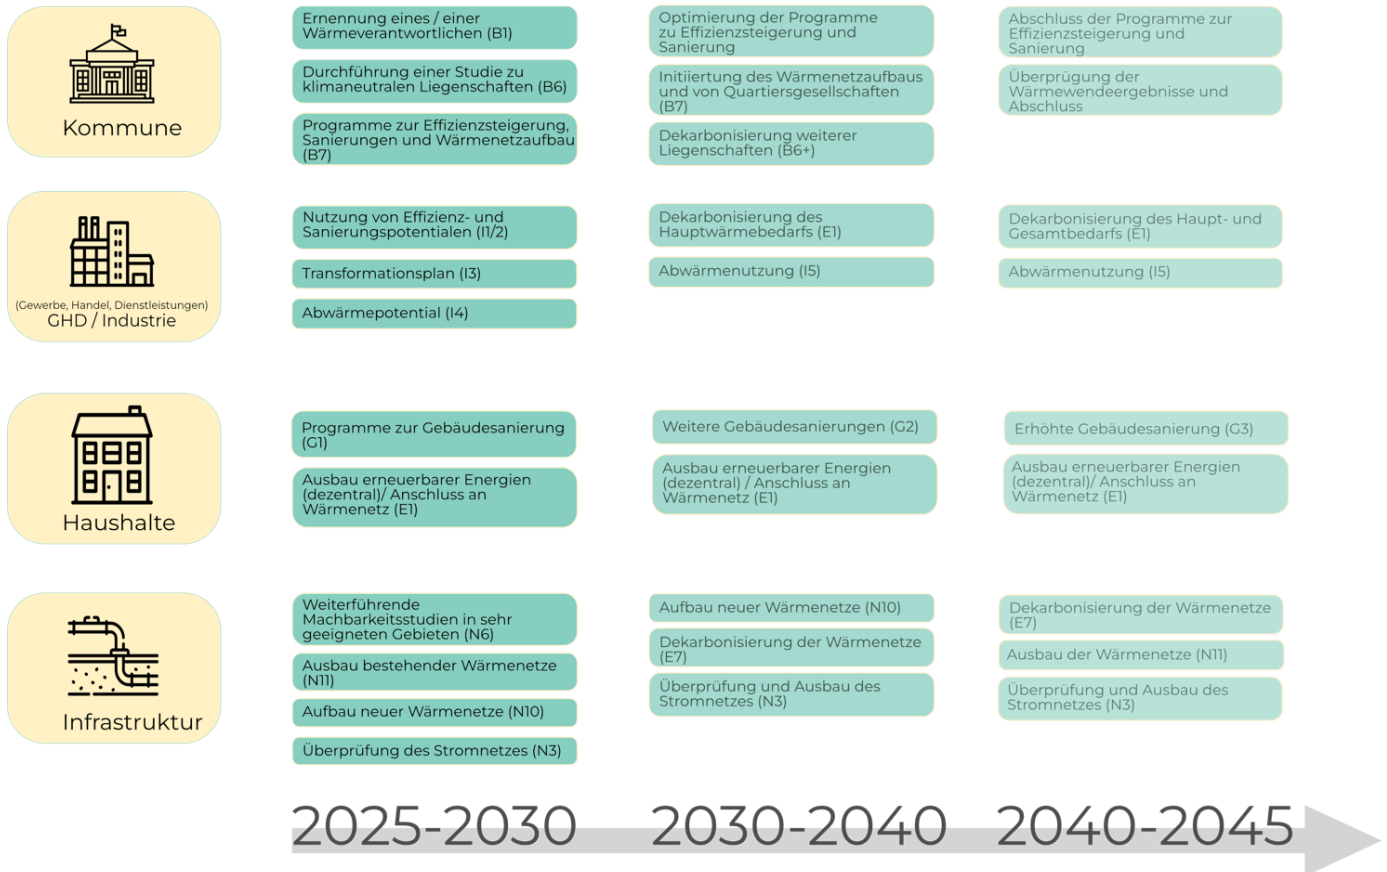 Kommune
Ernennung eines / einer
Wärmeverantwortlichen (B1)
Durchführung einer Studie zu
klimaneutralen Liegenschaften (B6)
Programme zur Effizienzsteigerung,
Sanierungen und Wärmenetzaufbau
(B7)
Optimierung der Programme
zu Effizienzsteigerung und
Sanierung
Initiiertung des Wärmenetzaufbaus
und von Quartiersgesellschaften
(B7)
Dekarbonisierung weiterer
Liegenschaften (B6+)
Abschluss der Programme zur
Effizienzsteigerung und
Sanierung
Überprügung der
Wärmewendeergebnisse und
Abschluss
(Gewerbe, Handel, Dienstleistungen)
GHD / Industrie
Nutzung von Effizienz- und
Sanierungspotentialen (I1/2)
Transformationsplan (I3)
Abwärmepotential (I4)
Dekarbonisierung des
Hauptwärmebedarfs (E1)
Abwärmenutzung (I5)
Dekarbonisierung des Haupt- und
Gesamtbedarfs (E1)
Abwärmenutzung (I5)
Haushalte
Programme zur Gebäudesanierung
(G1)
Ausbau erneuerbarer Energien
(dezentral)/ Anschluss an
Wärmenetz (E1)
Weitere Gebäudesanierungen (G2)
Ausbau erneuerbarer Energien
(dezentral) / Anschluss an
Wärmenetz (E1)
Erhöhte Gebäudesanierung (G3)
Ausbau erneuerbarer Energien
(dezentral)/ Anschluss an
Wärmenetz (E1)
Infrastruktur
Weiterführende
Machbarkeitsstudien in sehr
geeigneten Gebieten (N6)
Ausbau bestehender Wärmenetze
(N11)
Aufbau neuer Wärmenetze (N10)
Überprüfung des Stromnetzes (N3)
Aufbau neuer Wärmenetze (N10)
Dekarbonisierung der Wärmenetze
(E7)
Überprüfung und Ausbau des
Stromnetzes (N3)
Dekarbonisierung der Wärmenetze
(E7)
Ausbau der Wärmenetze (N11)
Überprüfung und Ausbau des
Stromnetzes (N3)
2025-2030
2030-2040
2040-2045